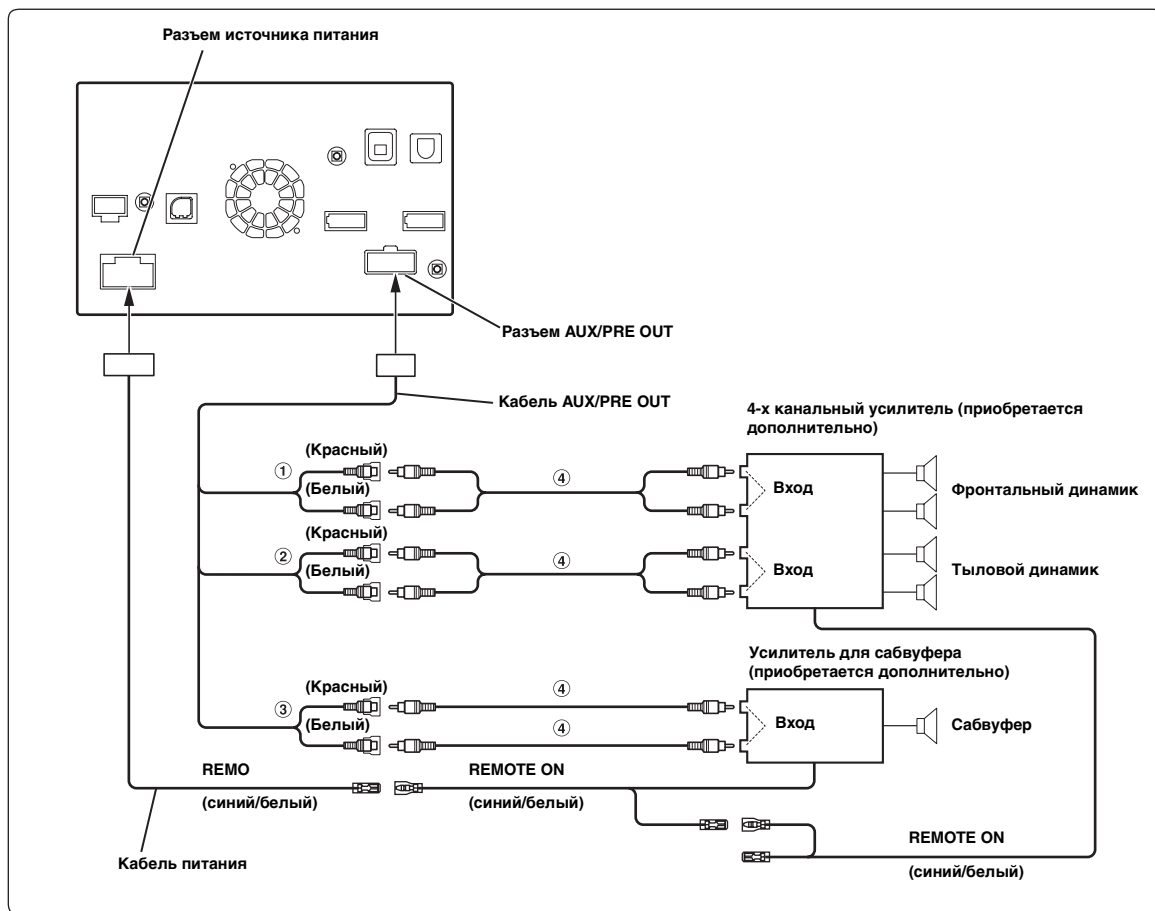 Разъем источника питания
Разъем AUX/PRE OUT
Кабель AUX/PRE OUT
4-х канальный усилитель (приобретается
дополнительно)
(Красный)
①
④
(Белый)
Вход
Фронтальный динамик
(Красный)
②
④
(Белый)
Вход
Тыловой динамик
Усилитель для сабвуфера
(приобретается дополнительно)
(Красный)
④
③
(Белый)
④
Вход
Сабвуфер
REMO
REMOTE ON
(синий/белый)
(синий/белый)
REMOTE ON
(синий/белый)
Кабель питания